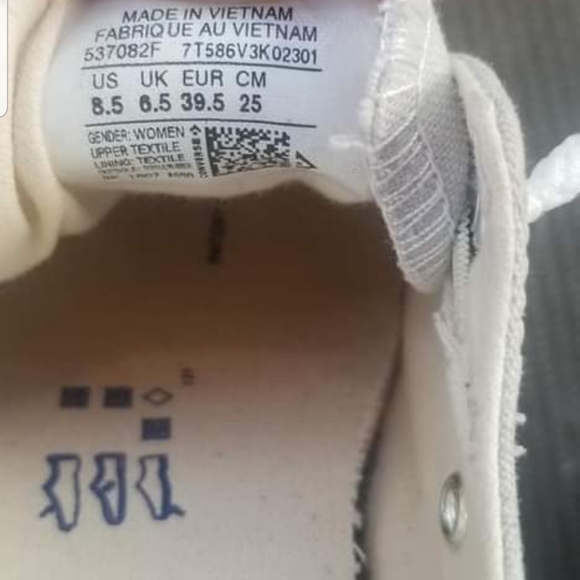 MADE IN VIETNAM
FABRIQUE AU VIETNAM
537082F 7T586V3K02301
US UK EUR CM
8.5 6.5 39.5 25
GENDER: WOMEN
UPPER TEXTILE
LINING: TEXTILE
CONVERSE